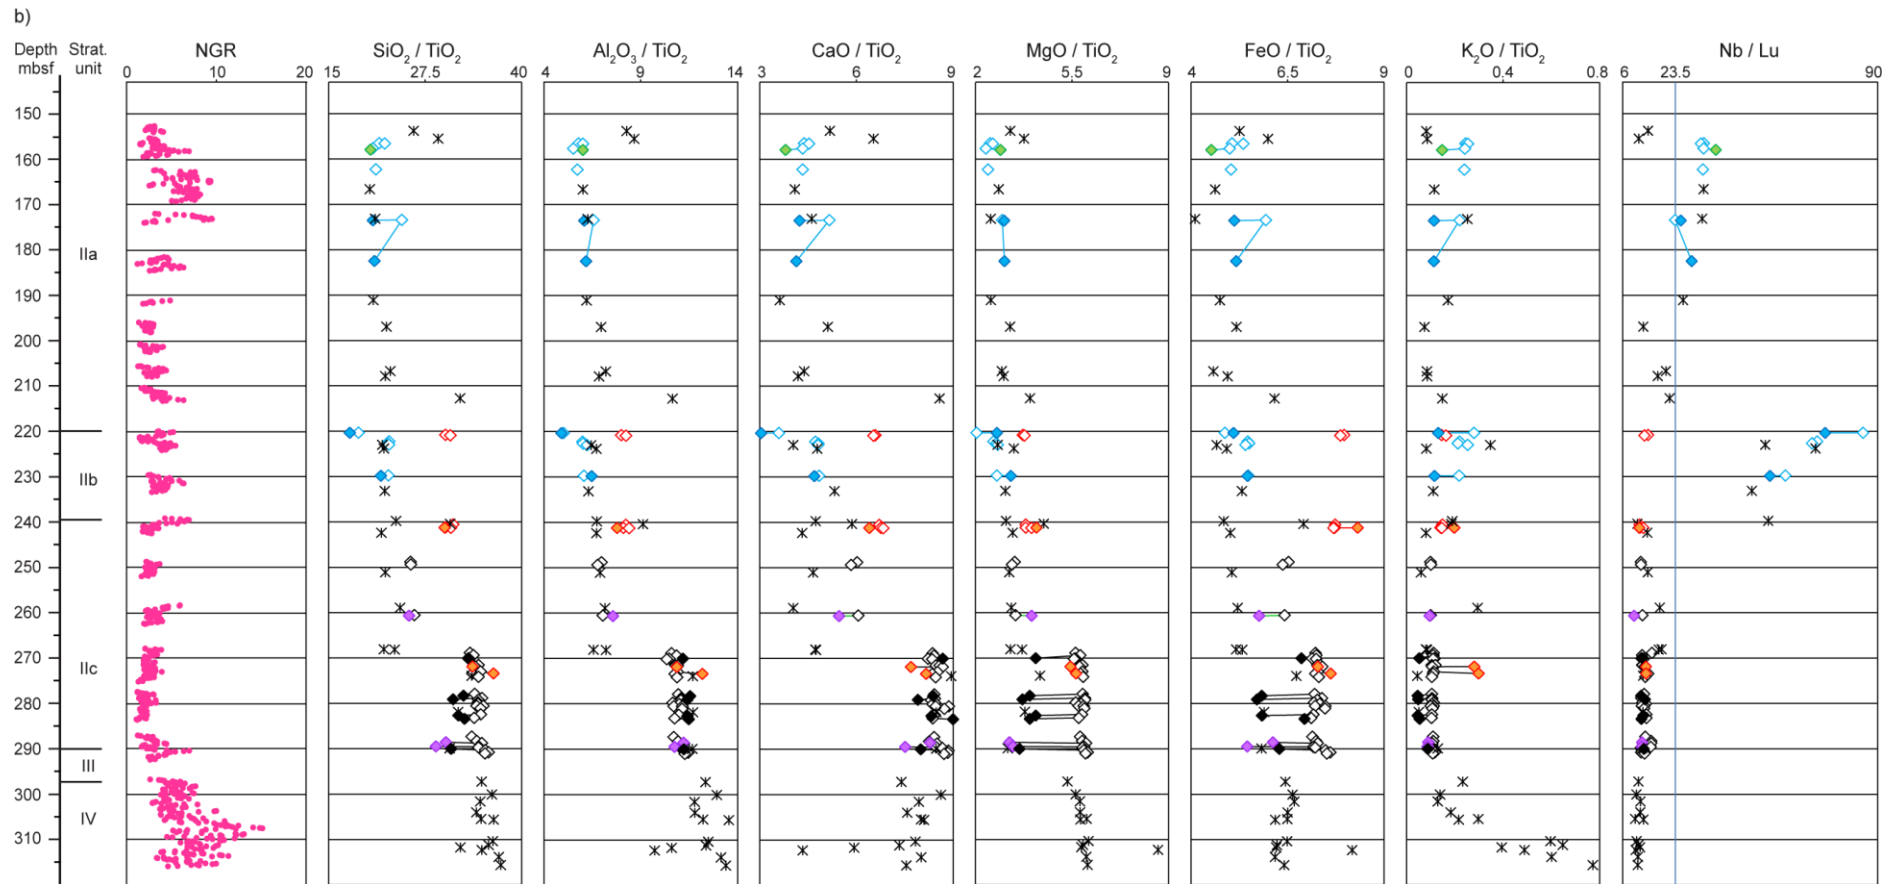 b)
Depth Strat. NGR SiO₂ / TiO₂ Al₂O₃ / TiO₂ CaO / TiO₂ MgO / TiO₂ FeO / TiO₂ K₂O / TiO₂ Nb / Lu
mbsf unit
0 10 20 15 27.5 40 4 9 14 3 6 9 2 5.5 9 4 6.5 9 0 0.4 0.8 6 23.5 90
150
160
170
IIa
180
190
200
210
220
IIb
230
240
250
260
IIc
270
280
290
III
300
IV
310